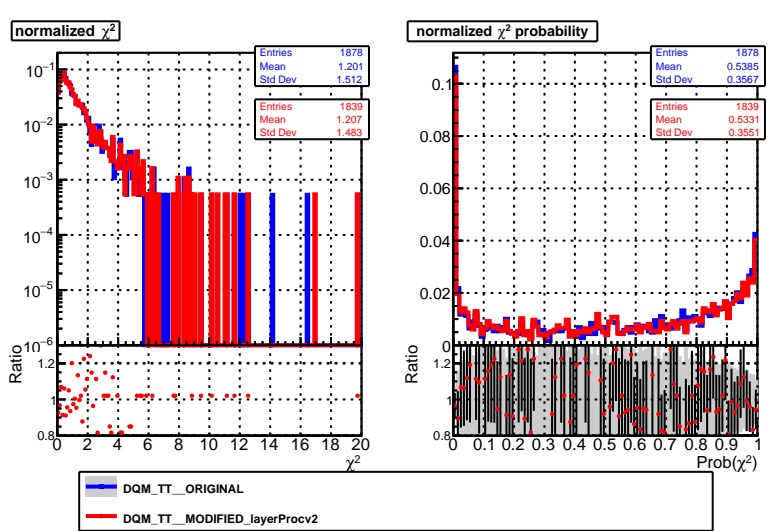 normalized χ²
Entries 1878
Mean 1.201
Std Dev 1.512
Entries 1839
Mean 1.207
Std Dev 1.483
10⁻¹
10⁻²
10⁻³
10⁻⁴
10⁻⁵
10⁻⁶
Ratio
1.2
1
0.8
0 2 4 6 8 10 12 14 16 18 20
χ²
normalized χ² probability
Entries 1878
Mean 0.5385
Std Dev 0.3567
Entries 1839
Mean 0.5331
Std Dev 0.3551
0.1
0.08
0.06
0.04
0.02
0
Ratio
1.2
1
0.8
0 0.1 0.2 0.3 0.4 0.5 0.6 0.7 0.8 0.9 1
Prob(χ²)
DQM_TT__ORIGINAL
DQM_TT__MODIFIED_layerProcv2